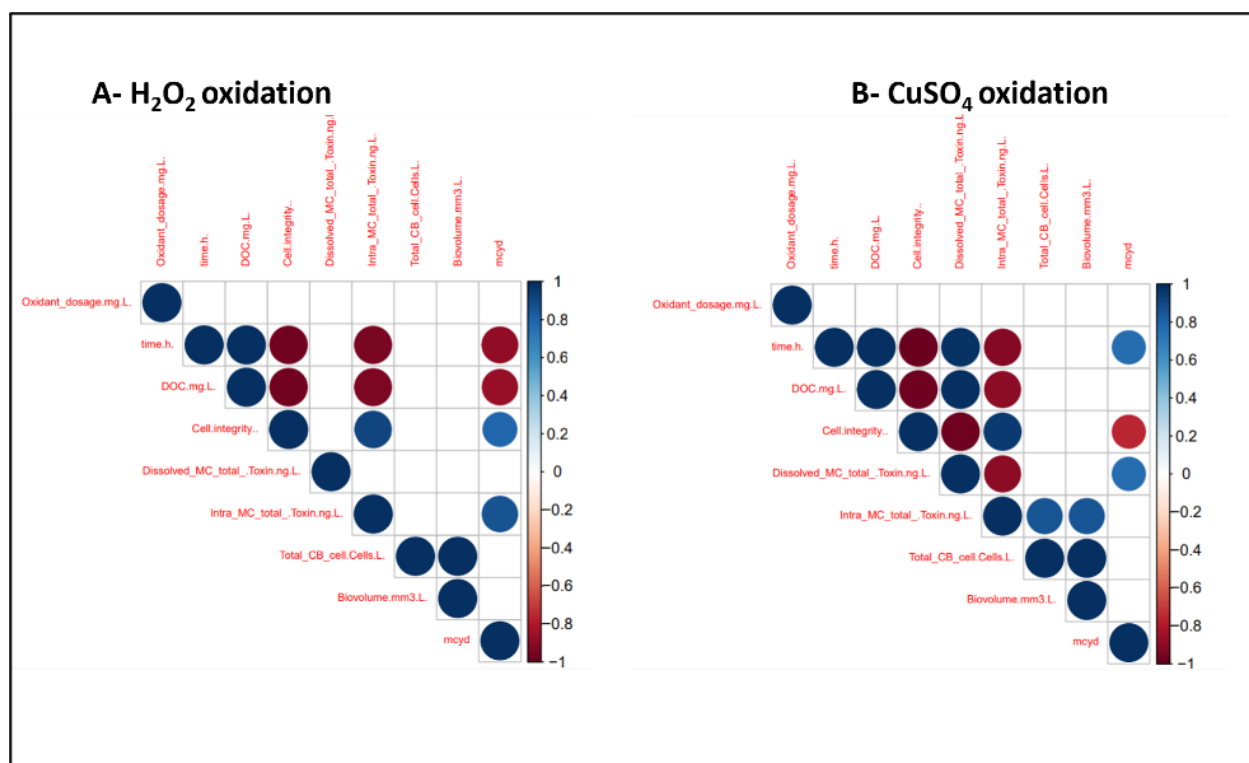 A- H₂O₂ oxidation
Oxidant_dosage.mg.L.
time.h.
DOC.mg.L.
Cell.integrity..
Dissolved_MC_total_.Toxin.ng.L
Intra_MC_total_.Toxin.ng.L.
Total_CB_cell.Cells.L.
Biovolume.mm3.L.
mcyd
Oxidant_dosage.mg.L.
time.h.
DOC.mg.L.
Cell.integrity..
Dissolved_MC_total_.Toxin.ng.L.
Intra_MC_total_.Toxin.ng.L.
Total_CB_cell.Cells.L.
Biovolume.mm3.L.
mcyd
1
0.8
0.6
0.4
0.2
0
−0.2
−0.4
−0.6
−0.8
−1
B- CuSO₄ oxidation
Oxidant_dosage.mg.L.
time.h.
DOC.mg.L.
Cell.integrity..
Dissolved_MC_total_.Toxin.ng.L
Intra_MC_total_.Toxin.ng.L.
Total_CB_cell.Cells.L.
Biovolume.mm3.L.
mcyd
Oxidant_dosage.mg.L.
time.h.
DOC.mg.L.
Cell.integrity..
Dissolved_MC_total_.Toxin.ng.L.
Intra_MC_total_.Toxin.ng.L.
Total_CB_cell.Cells.L.
Biovolume.mm3.L.
mcyd
1
0.8
0.6
0.4
0.2
0
−0.2
−0.4
−0.6
−0.8
−1